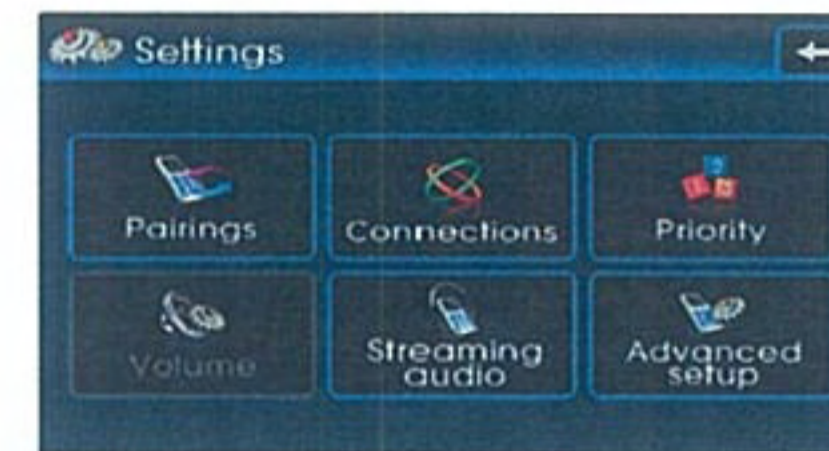 Settings
Pairings
Connections
Priority
Volume
Streaming
audio
Advanced
setup